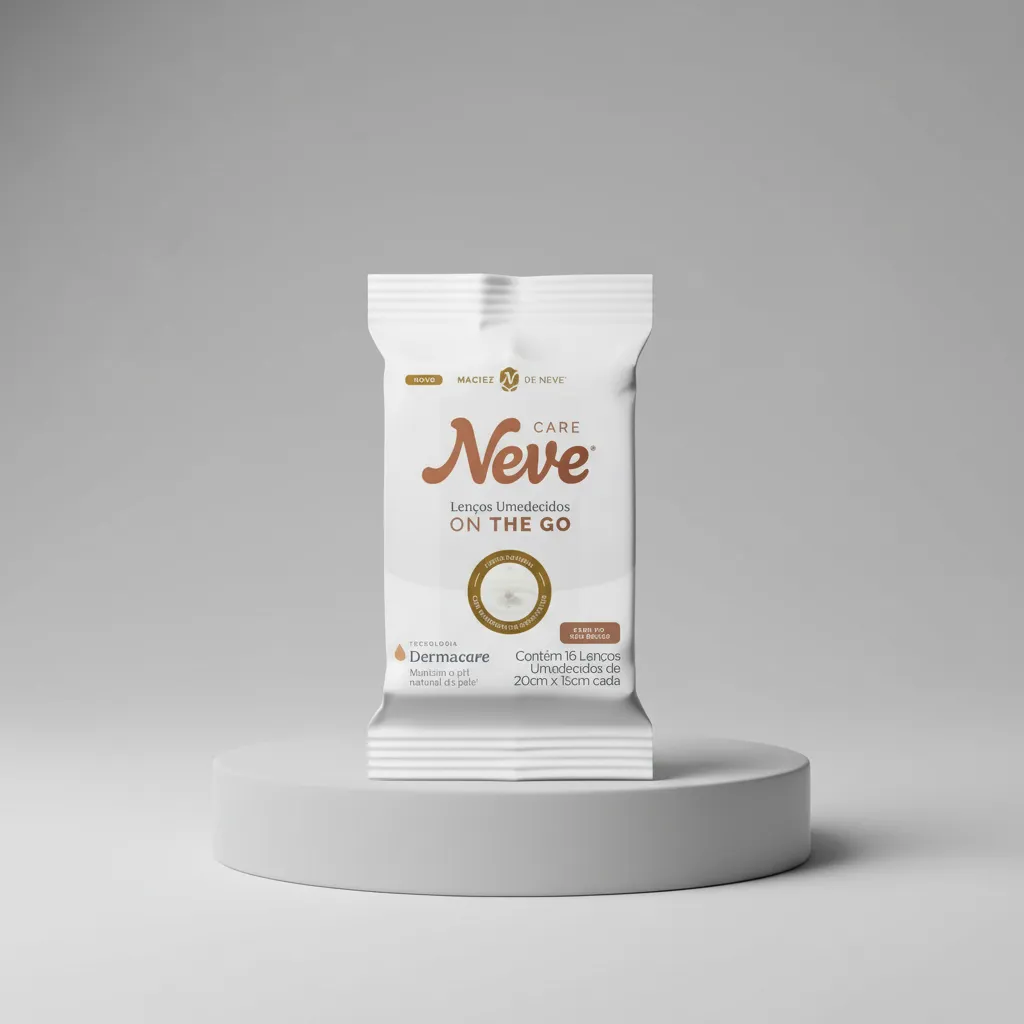 NOVO
MACIEZ N DE NEVE
CARE
Neve®
Lenços Umedecidos
ON THE GO
TECNOLOGIA
Dermacare
natural
Contém 16 Lenços
Umedecidos de
20cm x 15cm cada